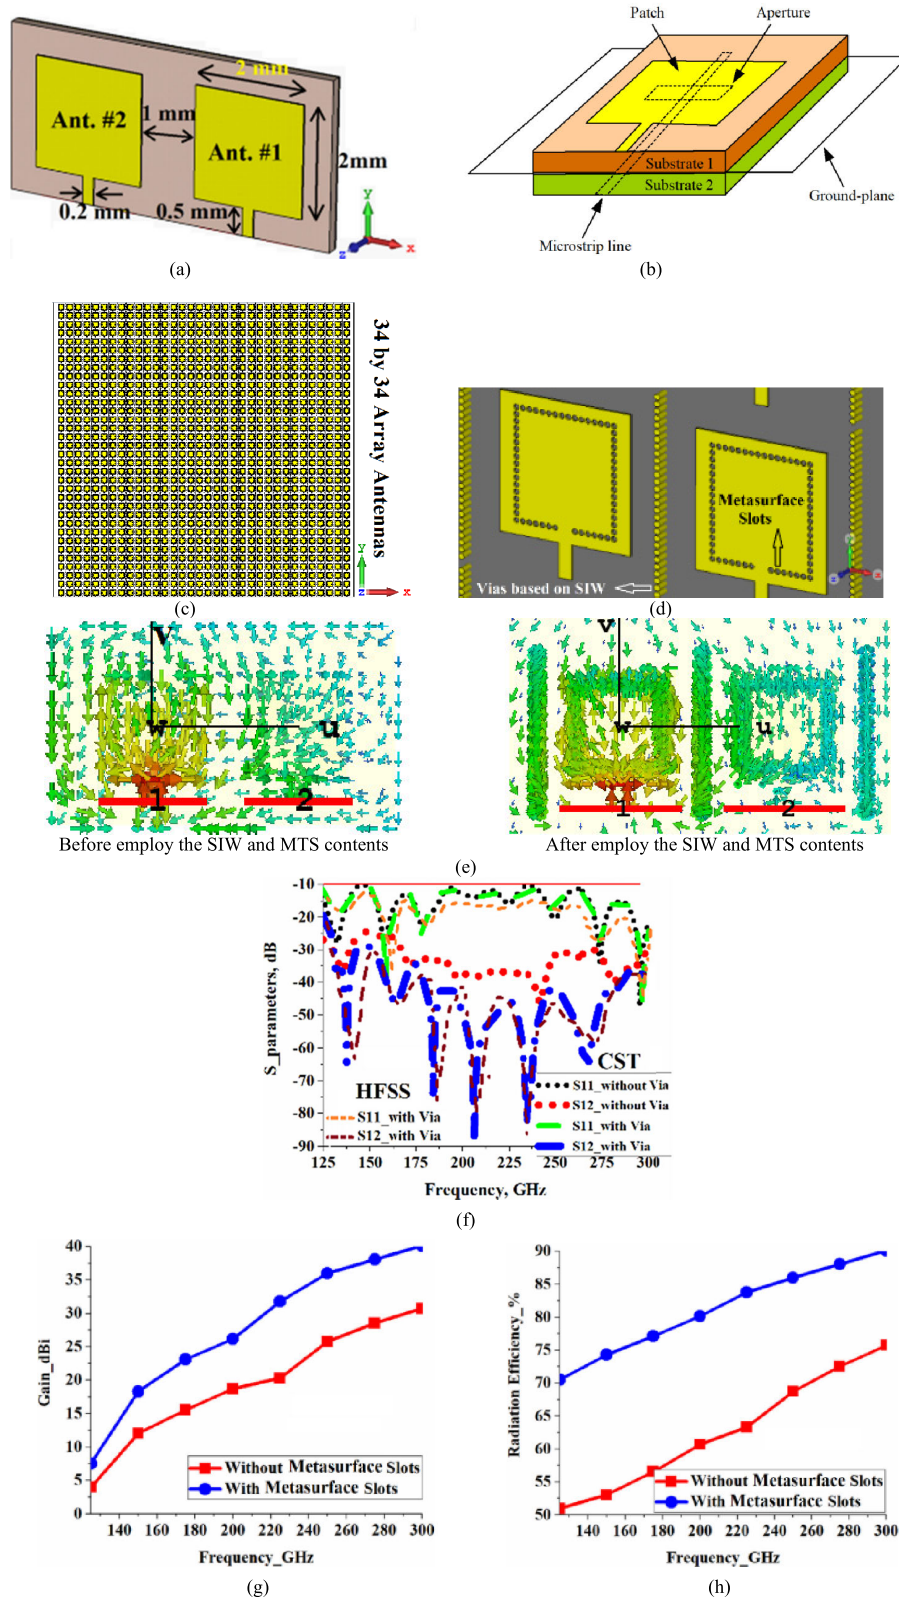 2 mm
Ant. #2
1 mm
Ant. #1
2mm
0.2 mm
0.5 mm
Y
x
z
(a)
Patch
Aperture
Substrate 1
Substrate 2
Ground-plane
Microstrip line
(b)
34 by 34 Array Antennas
Y
z
x
(c)
Metasurface
Slots
Vias based on SIW
(d)
V
w
u
1
2
Before employ the SIW and MTS contents
v
w
u
1
2
After employ the SIW and MTS contents
(e)
-10
-20
-30
-40
-50
-60
-70
-80
-90
S_parameters, dB
HFSS
S11_with Via
S12_with Via
CST
S11_without Via
S12_without Via
S11_with Via
S12_with Via
125 150 175 200 225 250 275 300
Frequency, GHz
(f)
40
35
30
25
20
15
10
5
0
Gain_dBi
Without Metasurface Slots
With Metasurface Slots
140 160 180 200 220 240 260 280 300
Frequency_GHz
(g)
90
85
80
75
70
65
60
55
50
Radiation Efficiency_%
Without Metasurface Slots
With Metasurface Slots
140 160 180 200 220 240 260 280 300
Frequency_GHz
(h)